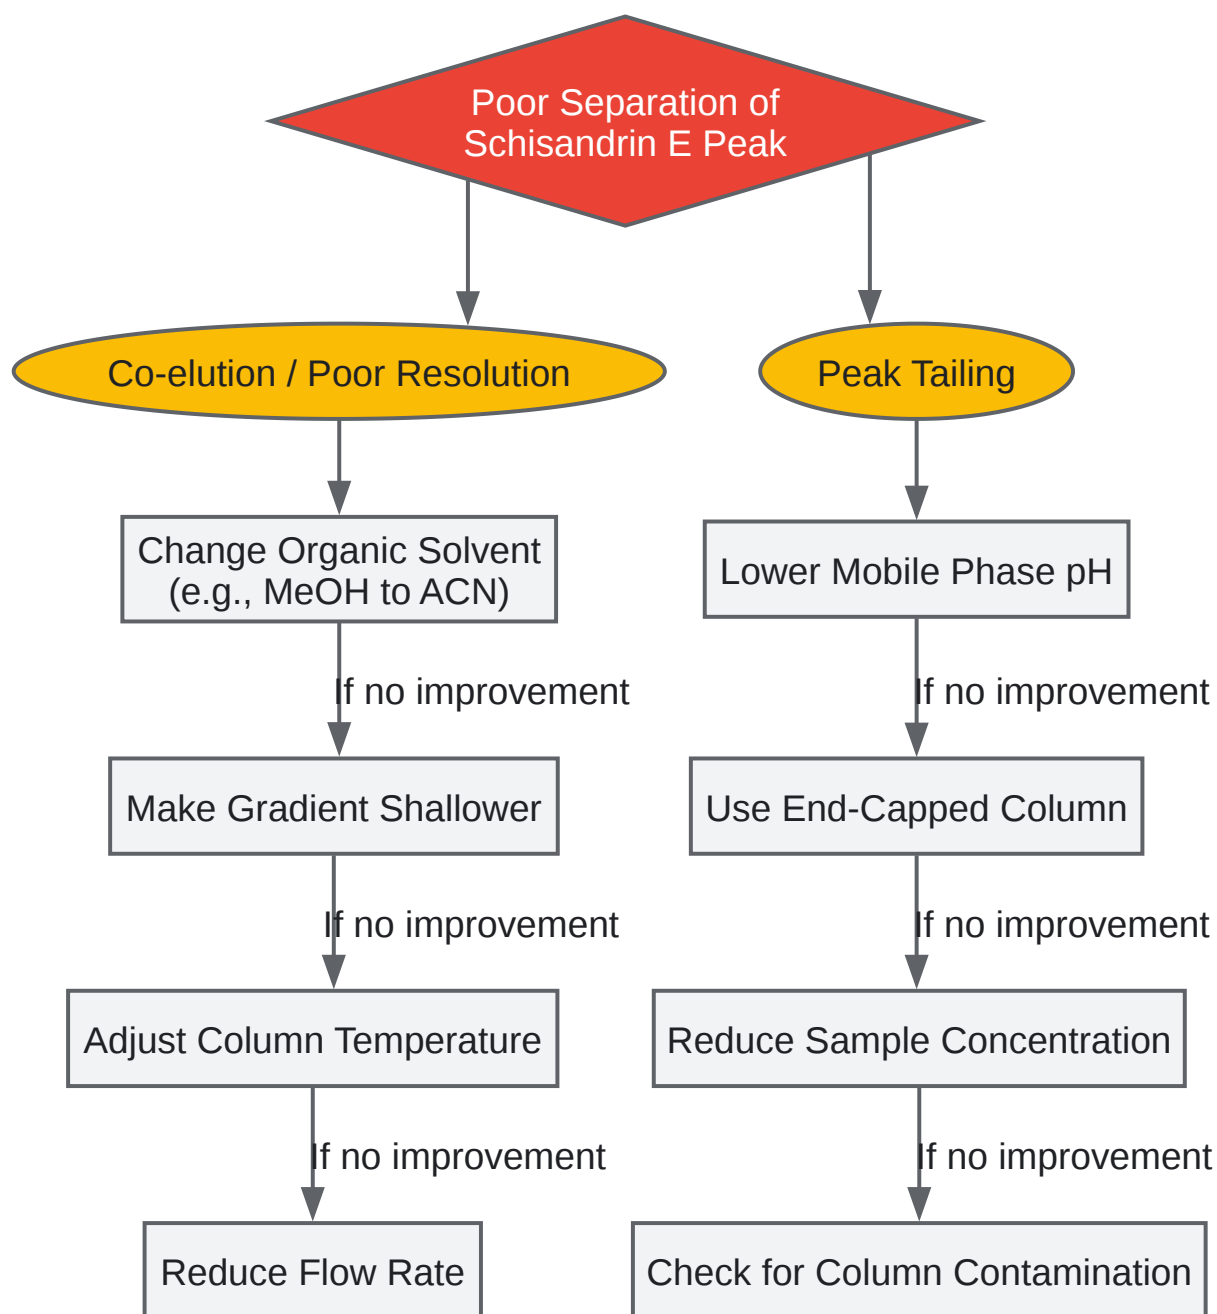 Poor Separation of
Schisandrin E Peak
Co-elution / Poor Resolution
Peak Tailing
Change Organic Solvent
(e.g., MeOH to ACN)
Lower Mobile Phase pH
If no improvement
If no improvement
Make Gradient Shallower
Use End-Capped Column
If no improvement
If no improvement
Adjust Column Temperature
Reduce Sample Concentration
If no improvement
If no improvement
Reduce Flow Rate
Check for Column Contamination